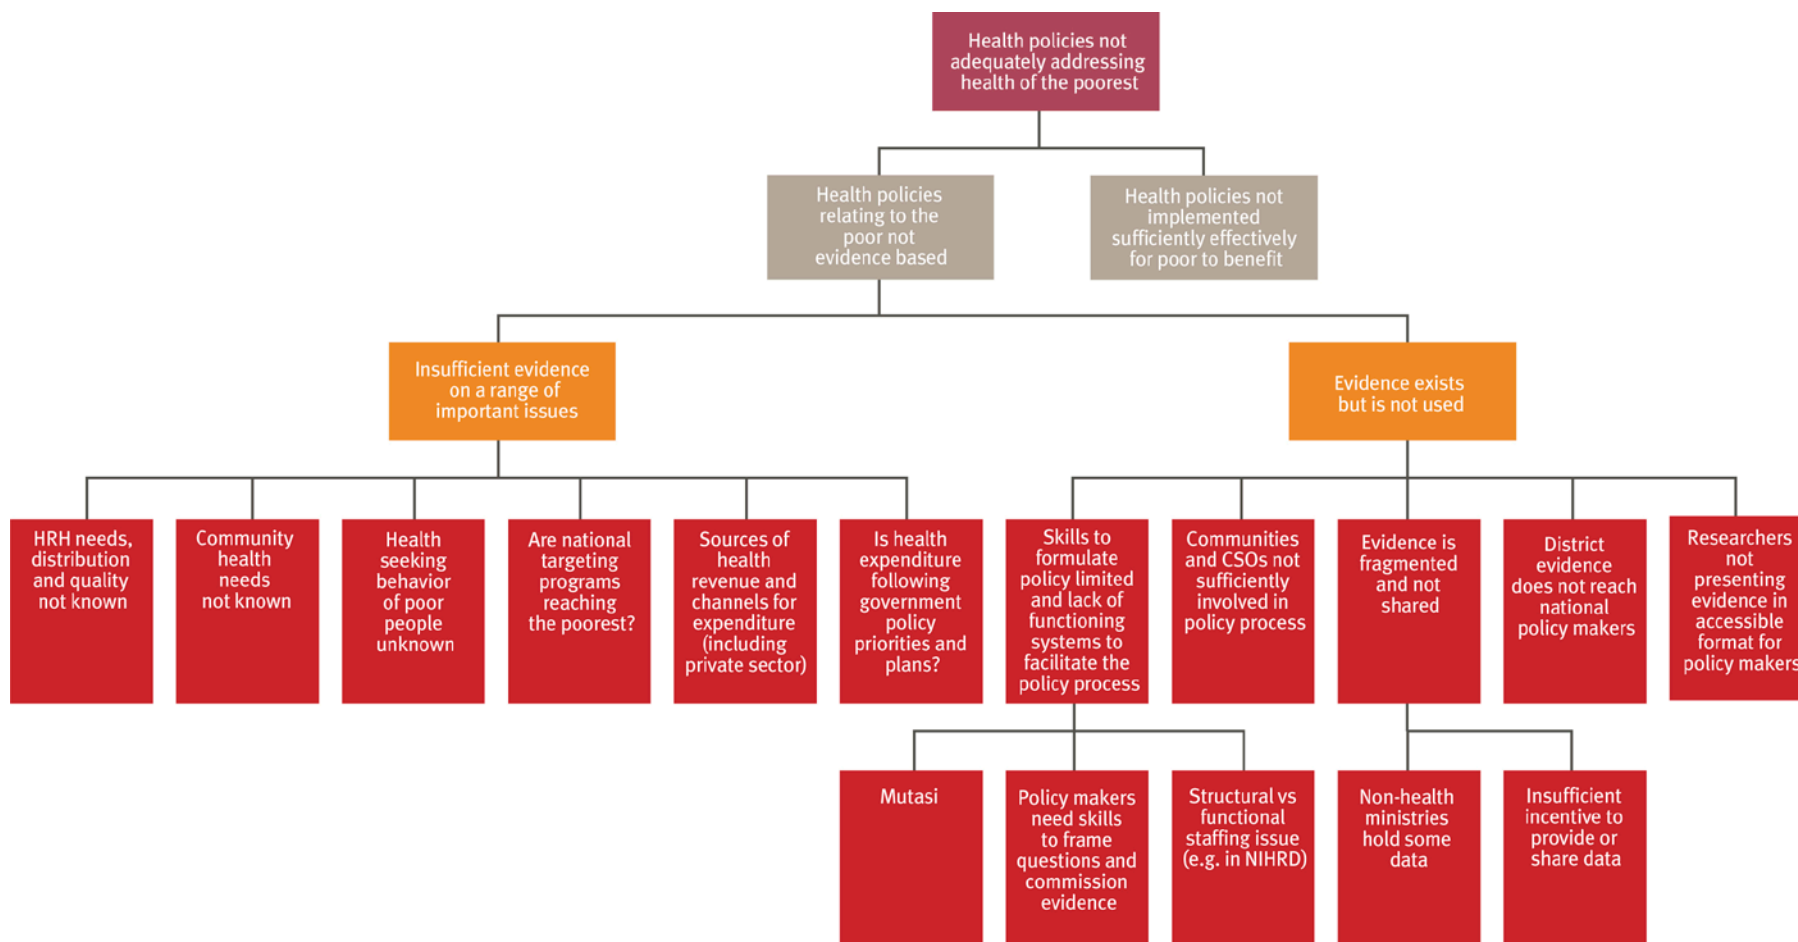 Health policies not
adequately addressing
health of the poorest
Health policies
relating to the
poor not
evidence based
Health policies not
implemented
sufficiently effectively
for poor to benefit
Insufficient evidence
on a range of
important issues
Evidence exists
but is not used
HRH needs,
distribution
and quality
not known
Community
health
needs
not known
Health
seeking
behavior
of poor
people
unknown
Are national
targeting
programs
reaching
the poorest?
Sources of
health
revenue and
channels for
expenditure
(including
private sector)
Is health
expenditure
following
government
policy
priorities and
plans?
Skills to
formulate
policy limited
and lack of
functioning
systems to
facilitate the
policy process
Communities
and CSOs not
sufficiently
involved in
policy process
Evidence is
fragmented
and not
shared
District
evidence
does not reach
national
policy makers
Researchers
not
presenting
evidence in
accessible
format for
policy makers
Mutasi
Policy makers
need skills
to frame
questions and
commission
evidence
Structural vs
functional
staffing issue
(e.g. in NIHRD)
Non-health
ministries
hold some
data
Insufficient
incentive to
provide or
share data